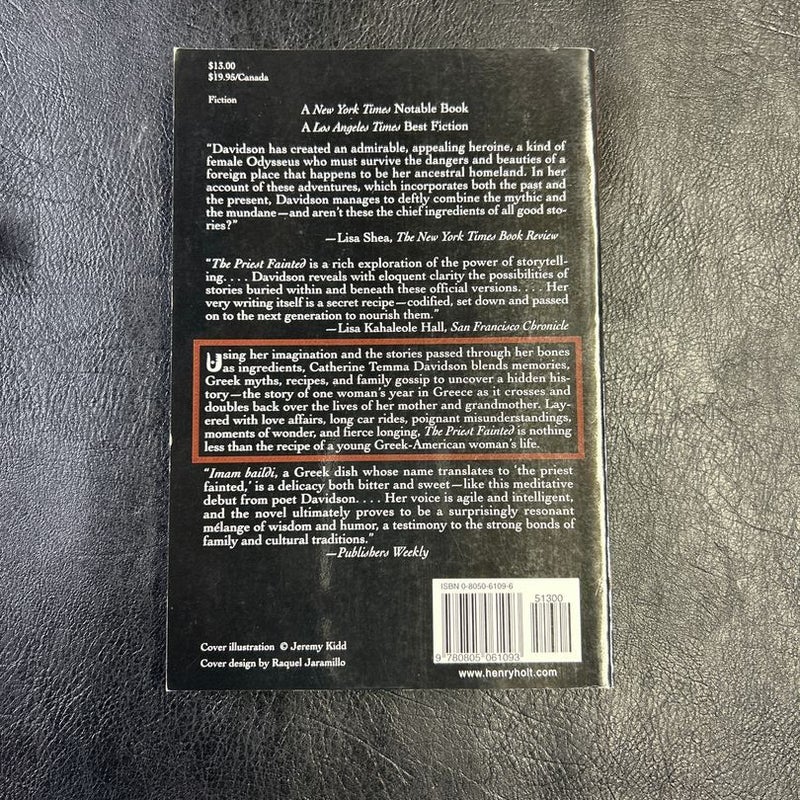 $13.00
$19.95/Canada
Fiction
A New York Times Notable Book
A Los Angeles Times Best Fiction
“Davidson has created an admirable, appealing heroine, a kind of
female Odysseus who must survive the dangers and beauties of a
foreign place that happens to be her ancestral homeland. In her
account of these adventures, which incorporates both the past and
the present, Davidson manages to deftly combine the mythic and
the mundane—and aren't these the chief ingredients of all good sto-
ries?”
—Lisa Shea, The New York Times Book Review
“The Priest Fainted is a rich exploration of the power of storytell-
ing. . . . Davidson reveals with eloquent clarity the possibilities of
stories buried within and beneath these official versions. . . . Her
very writing itself is a secret recipe—codified, set down and passed
on to the next generation to nourish them.”
—Lisa Kahaleole Hall, San Francisco Chronicle
Using her imagination and the stories passed through her bones
as ingredients, Catherine Temma Davidson blends memories,
Greek myths, recipes, and family gossip to uncover a hidden his-
tory—the story of one woman's year in Greece as it crosses and
doubles back over the lives of her mother and grandmother. Lay-
ered with love affairs, long car rides, poignant misunderstandings,
moments of wonder, and fierce longing, The Priest Fainted is nothing
less than the recipe of a young Greek-American woman's life.
“Imam baildi, a Greek dish whose name translates to ‘the priest
fainted,’ is a delicacy both bitter and sweet—like this meditative
debut from poet Davidson. . . . Her voice is agile and intelligent,
and the novel ultimately proves to be a surprisingly resonant
mélange of wisdom and humor, a testimony to the strong bonds of
family and cultural traditions.”
—Publishers Weekly
ISBN 0-8050-6109-6
51300
9 780805 061093
Cover illustration © Jeremy Kidd
Cover design by Raquel Jaramillo
www.henryholt.com